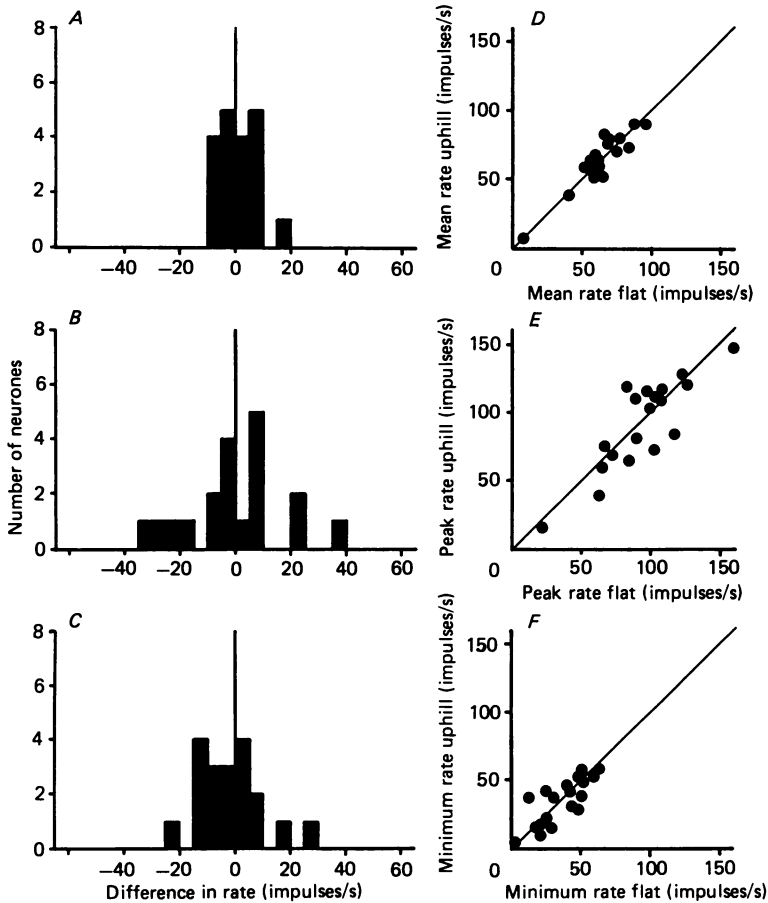 A
8
6
4
2
0
−40 −20 0 20 40 60
B
8
6
4
2
0
−40 −20 0 20 40 60
C
8
6
4
2
0
−40 −20 0 20 40 60
Number of neurones
Difference in rate (impulses/s)
D
150
100
50
0
50 100 150
Mean rate uphill (impulses/s)
Mean rate flat (impulses/s)
E
150
100
50
0
50 100 150
Peak rate uphill (impulses/s)
Peak rate flat (impulses/s)
F
150
100
50
0
50 100 150
Minimum rate uphill (impulses/s)
Minimum rate flat (impulses/s)